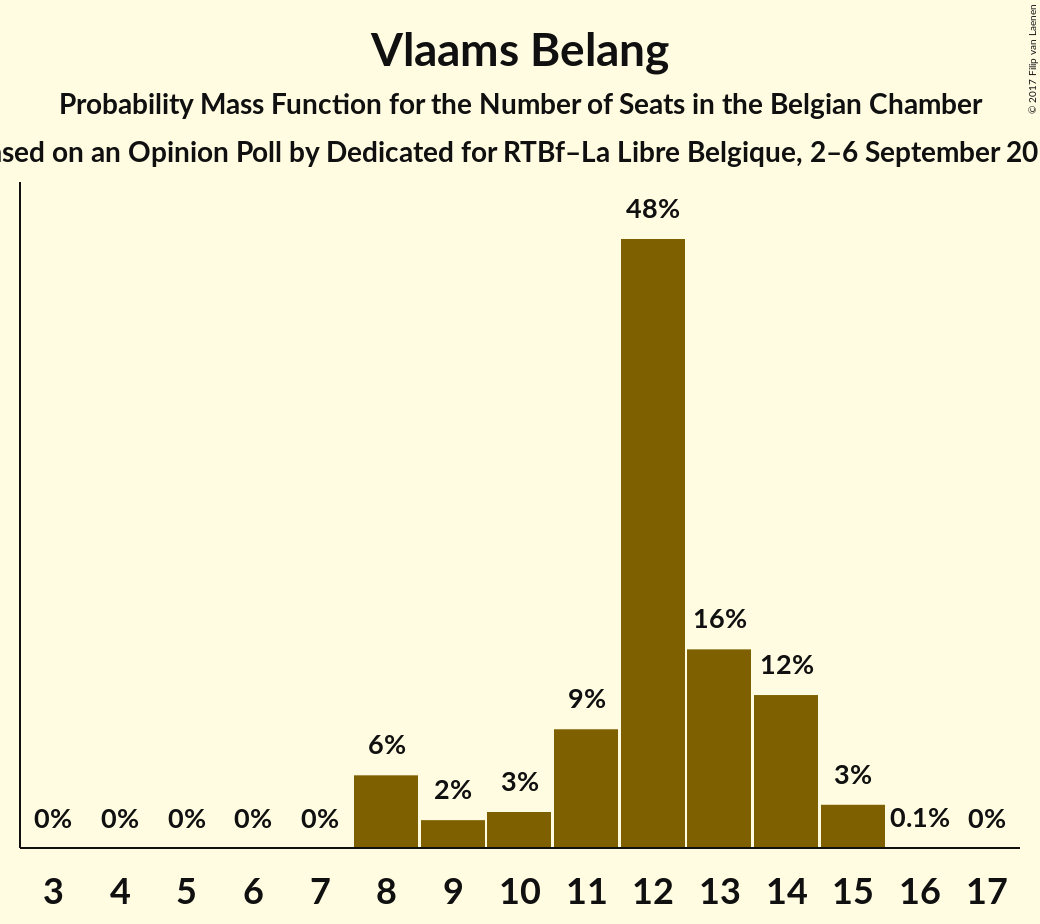 Vlaams Belang
Probability Mass Function for the Number of Seats in the Belgian Chamber
on an Opinion Poll by Dedicated for RTBf–La Libre Belgique, 2–6 September
© 2017 Filip van Laenen
48%
16%
12%
9%
6%
2%
3%
3%
0% 0% 0% 0% 0% 0.1% 0%
3 4 5 6 7 8 9 10 11 12 13 14 15 16 17